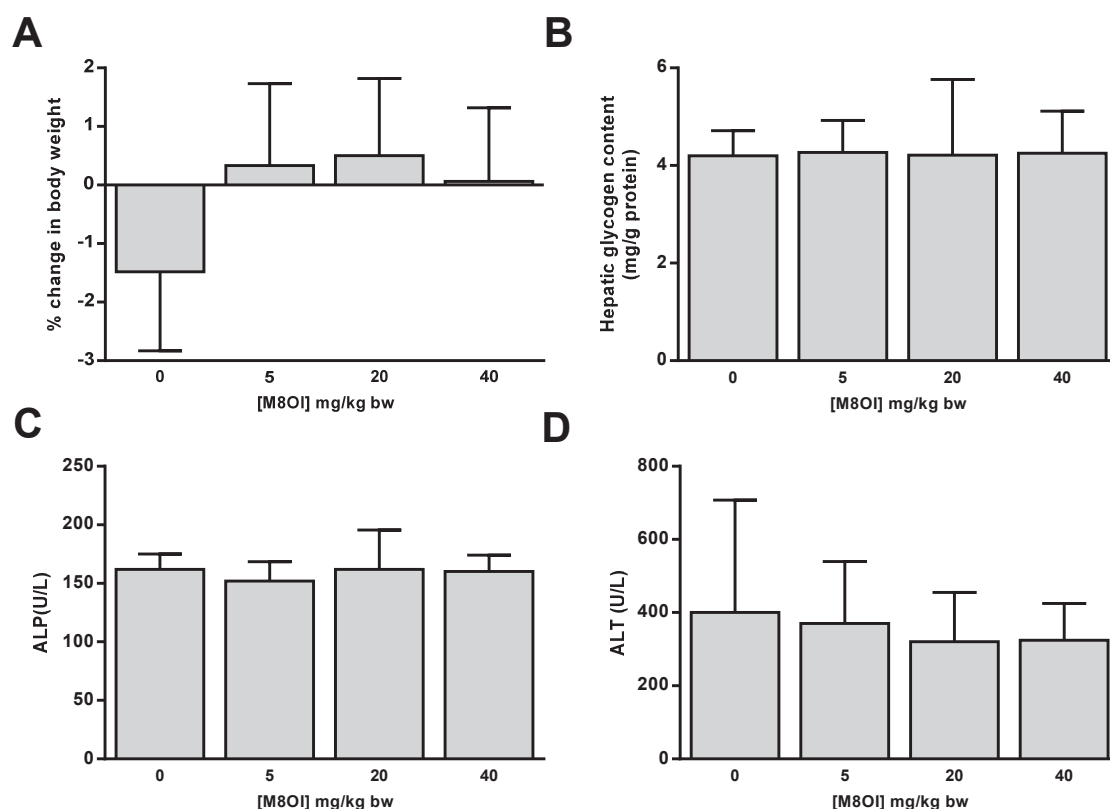 A
2
1
0
-1
-2
-3
% change in body weight
0 5 20 40
[M8OI] mg/kg bw
B
6
4
2
0
Hepatic glycogen content
(mg/g protein)
0 5 20 40
[M8OI] mg/kg bw
C
250
200
150
100
50
0
ALP(U/L)
0 5 20 40
[M8OI] mg/kg bw
D
800
600
400
200
0
ALT (U/L)
0 5 20 40
[M8OI] mg/kg bw